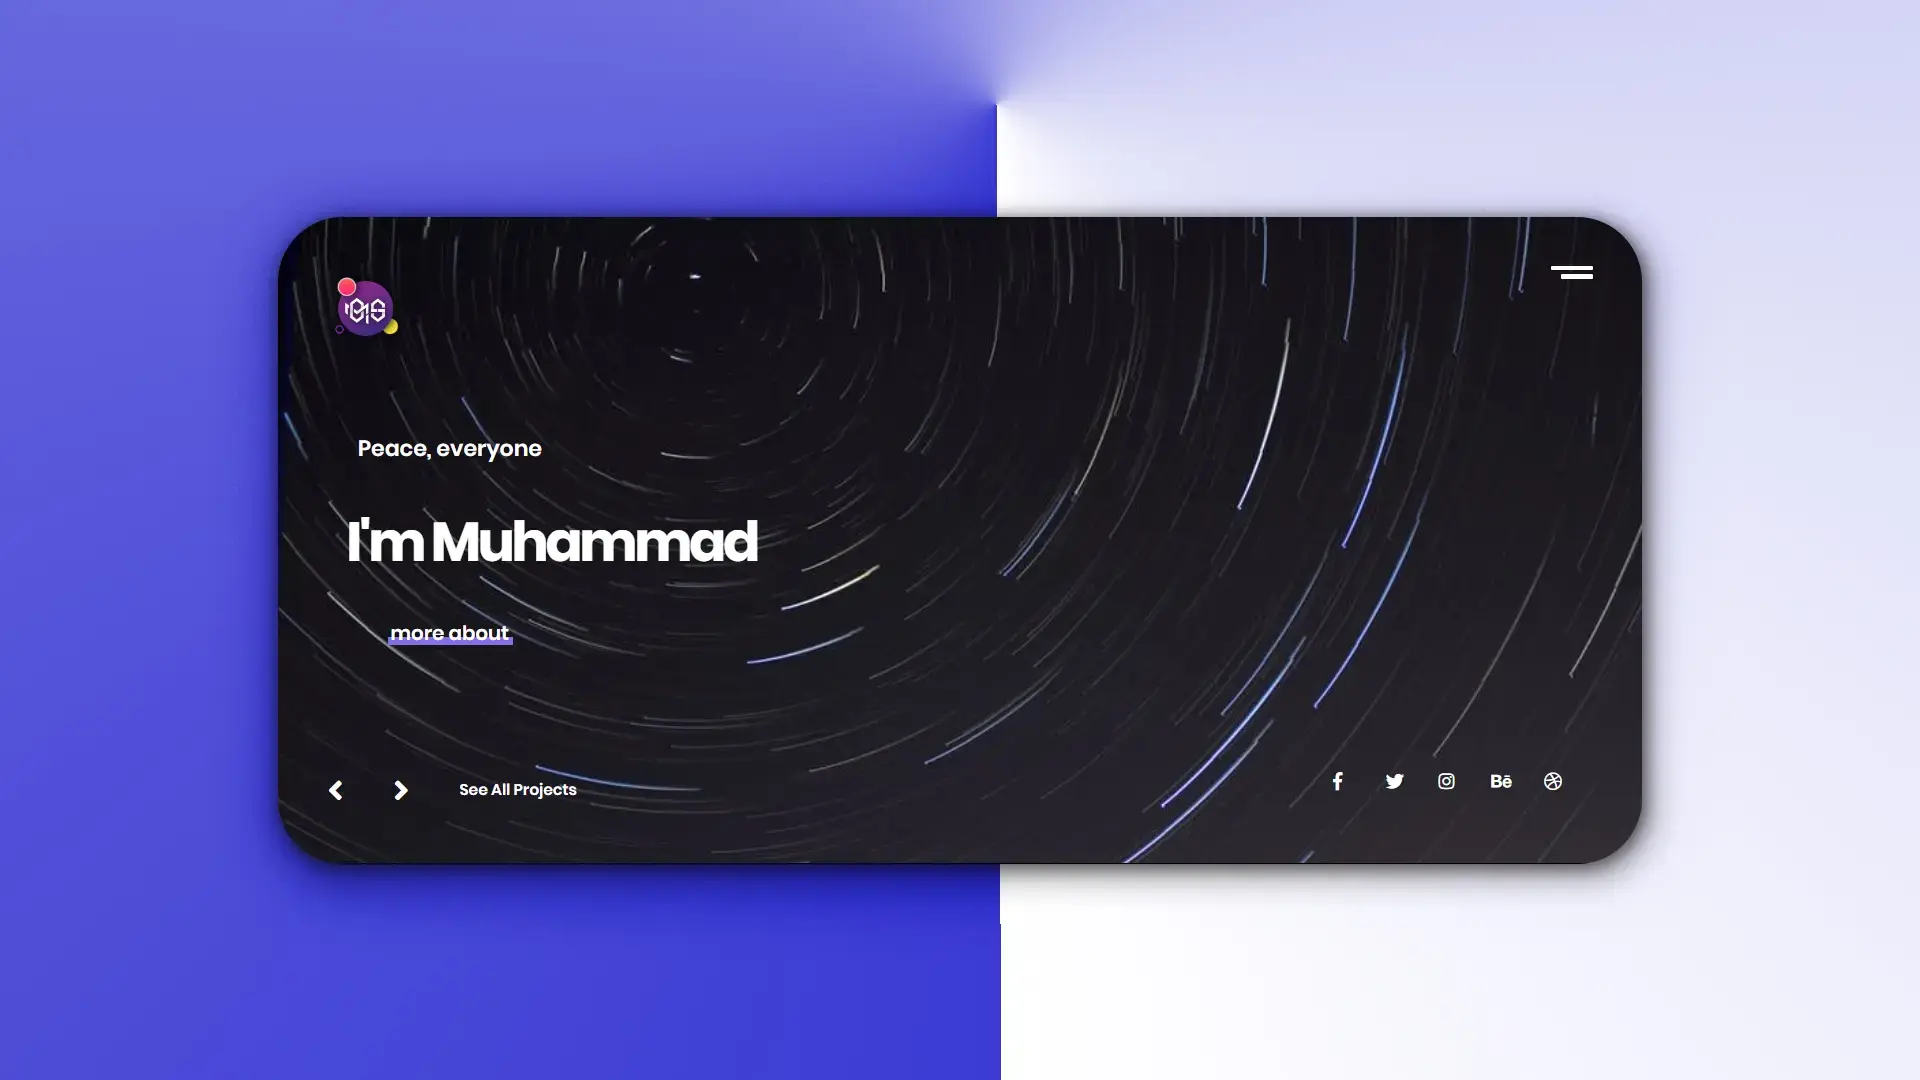 Peace, everyone
I'm Muhammad
more about
See All Projects
Bē